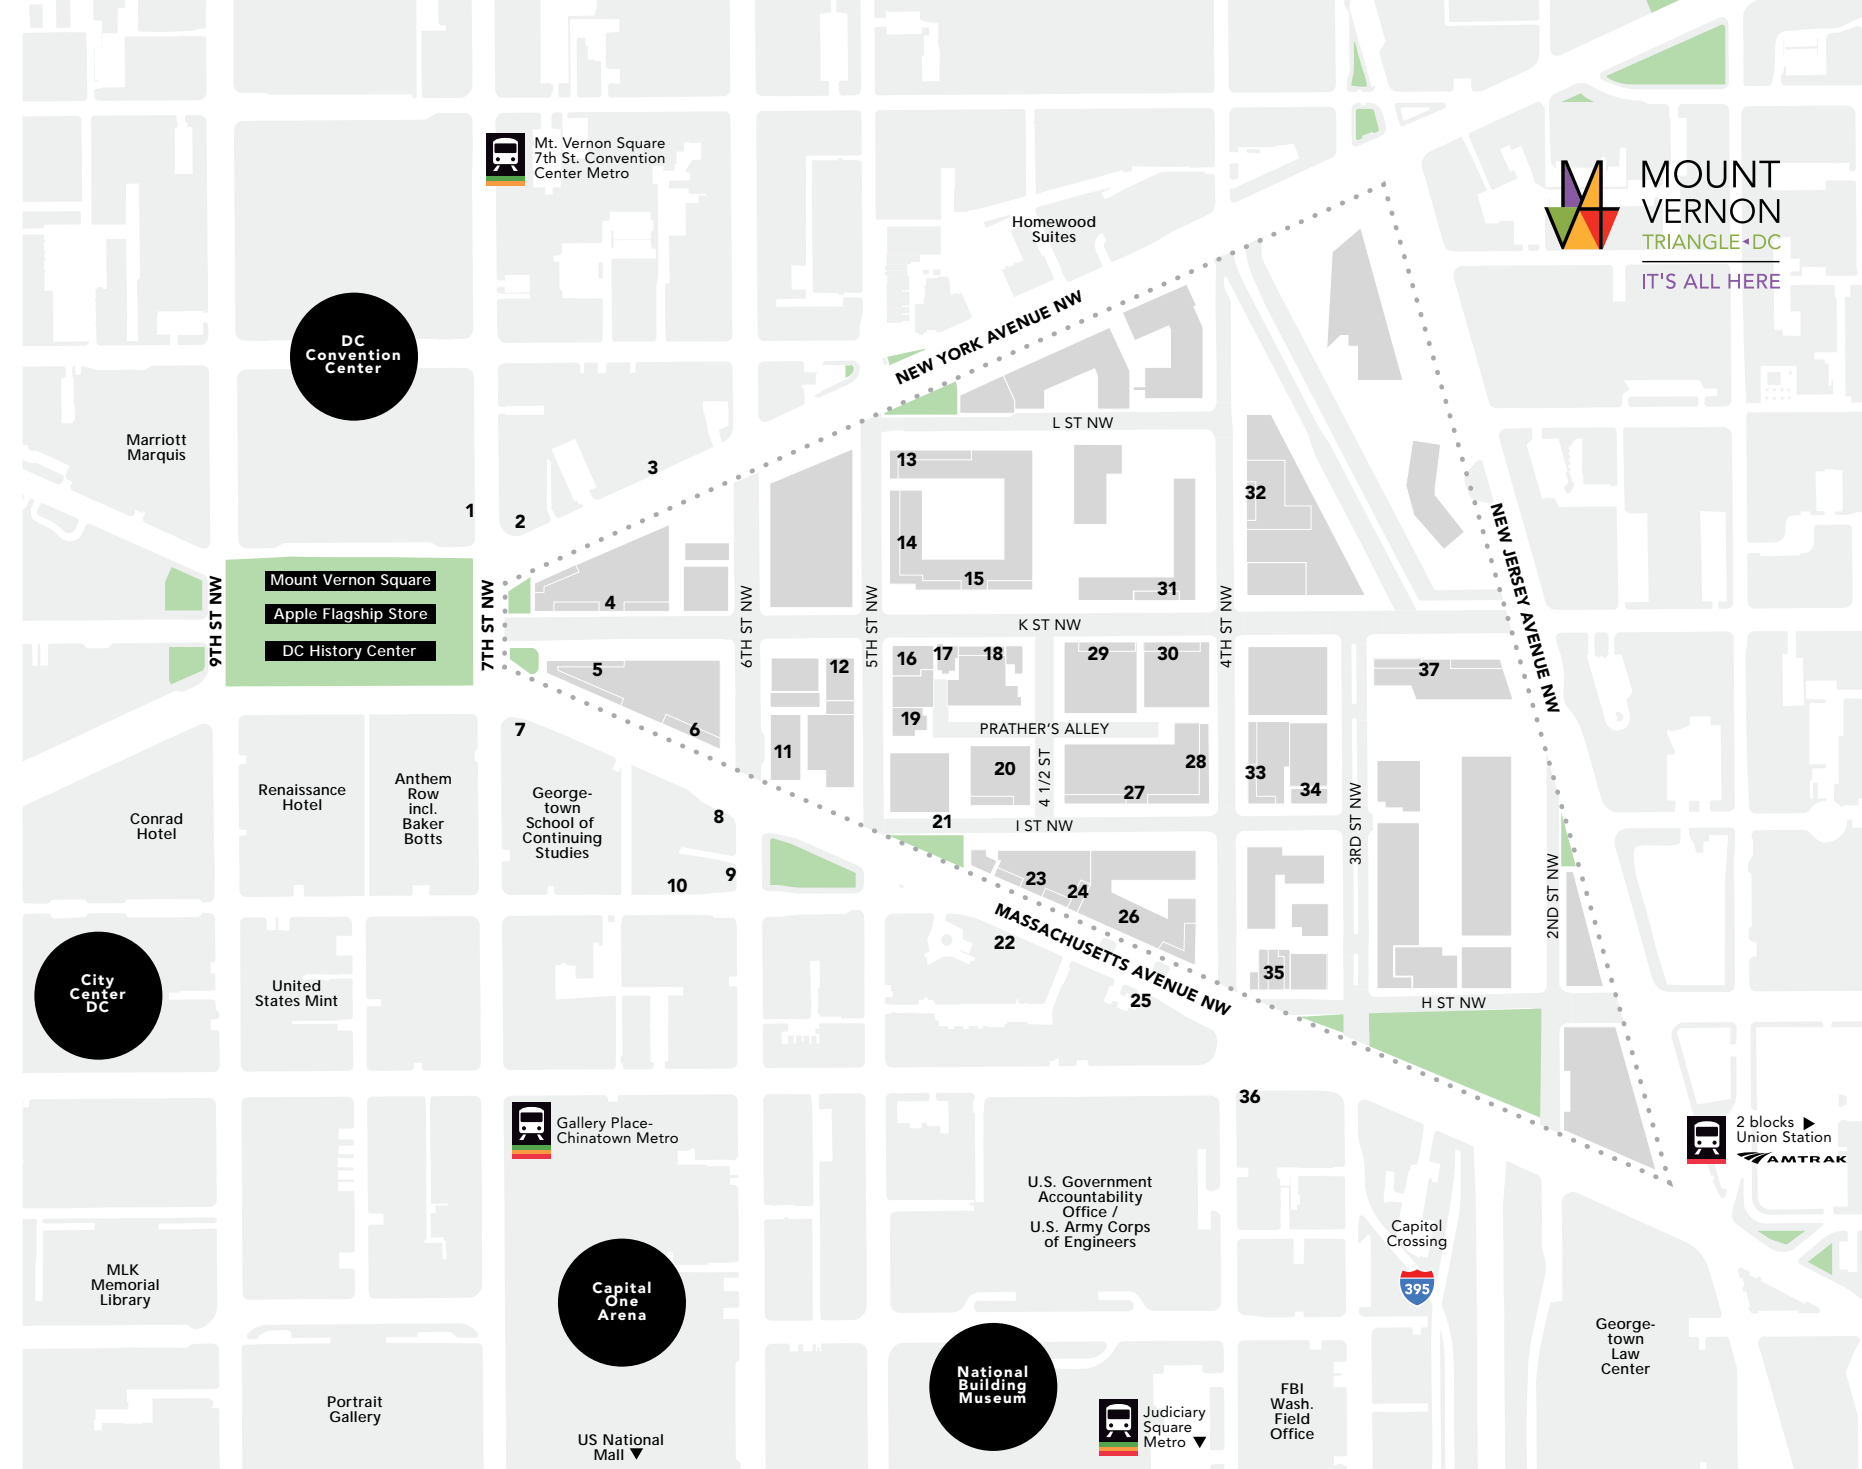 Mt. Vernon Square
7th St. Convention
Center Metro
MOUNT
VERNON
TRIANGLE DC
IT'S ALL HERE
Homewood
Suites
DC
Convention
Center
NEW YORK AVENUE NW
L ST NW
Marriott
Marquis
1
2
3
13
14
15
31
32
NEW JERSEY AVENUE NW
9TH ST NW
Mount Vernon Square
Apple Flagship Store
DC History Center
7TH ST NW
4
5
6
6TH ST NW
5TH ST NW
K ST NW
4TH ST NW
12
16
17
18
29
30
37
19
PRATHER'S ALLEY
7
11
20
4 1/2 ST
28
27
33
34
3RD ST NW
Renaissance
Hotel
Anthem
Row
incl.
Baker
Botts
George-
town
School of
Continuing
Studies
Conrad
Hotel
8
9
10
21
I ST NW
23
24
26
2ND ST NW
MASSACHUSETTS AVENUE NW
22
25
35
H ST NW
City
Center
DC
United
States Mint
36
Gallery Place-
Chinatown Metro
2 blocks
Union Station
AMTRAK
U.S. Government
Accountability
Office /
U.S. Army Corps
of Engineers
Capitol
Crossing
395
MLK
Memorial
Library
Capital
One
Arena
George-
town
Law
Center
National
Building
Museum
Portrait
Gallery
US National
Mall
Judiciary
Square
Metro
FBI
Wash.
Field
Office